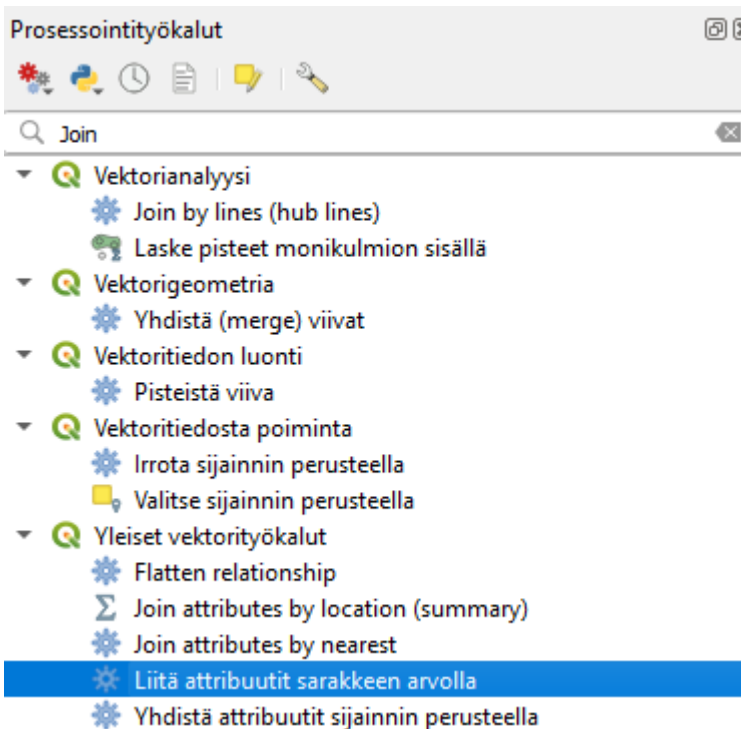 Prosessointityökalut
Join
Vektorianalyysi
Join by lines (hub lines)
Laske pisteet monikulmion sisällä
Vektorigeometria
Yhdistä (merge) viivat
Vektoritiedon luonti
Pisteistä viiva
Vektoritiedosta poiminta
Irrota sijainnin perusteella
Valitse sijainnin perusteella
Yleiset vektorityökalut
Flatten relationship
Join attributes by location (summary)
Join attributes by nearest
Liitä attribuutit sarakkeen arvolla
Yhdistä attribuutit sijainnin perusteella